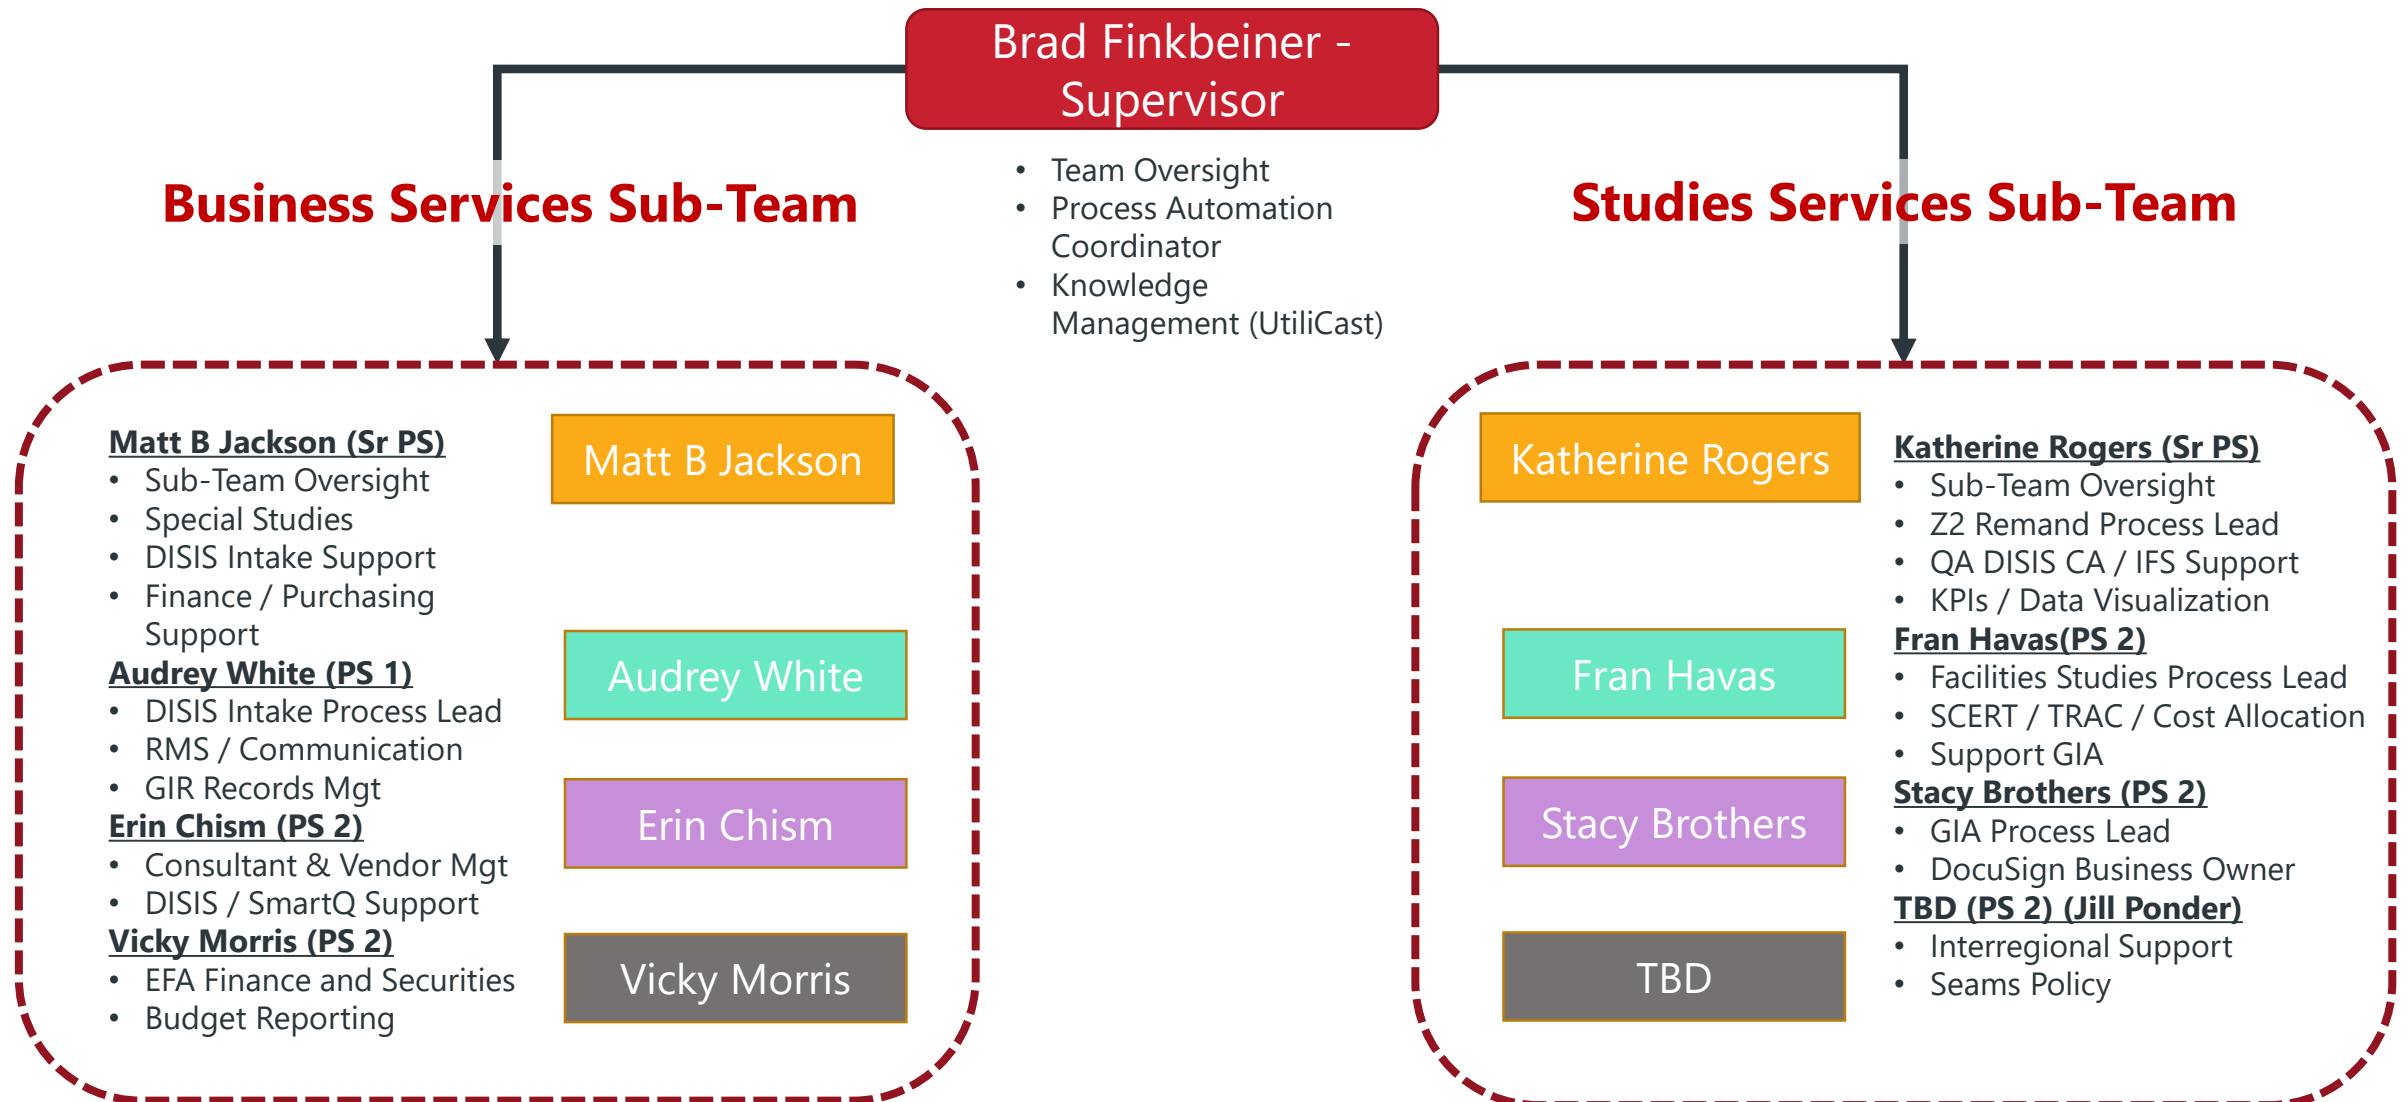 Brad Finkbeiner -
Supervisor
• Team Oversight
• Process Automation
Coordinator
• Knowledge
Management (UtiliCast)
Business Services Sub-Team
Matt B Jackson (Sr PS)
• Sub-Team Oversight
• Special Studies
• DISIS Intake Support
• Finance / Purchasing
Support
Audrey White (PS 1)
• DISIS Intake Process Lead
• RMS / Communication
• GIR Records Mgt
Erin Chism (PS 2)
• Consultant & Vendor Mgt
• DISIS / SmartQ Support
Vicky Morris (PS 2)
• EFA Finance and Securities
• Budget Reporting
Matt B Jackson
Audrey White
Erin Chism
Vicky Morris
Studies Services Sub-Team
Katherine Rogers
Fran Havas
Stacy Brothers
TBD
Katherine Rogers (Sr PS)
• Sub-Team Oversight
• Z2 Remand Process Lead
• QA DISIS CA / IFS Support
• KPIs / Data Visualization
Fran Havas(PS 2)
• Facilities Studies Process Lead
• SCERT / TRAC / Cost Allocation
• Support GIA
Stacy Brothers (PS 2)
• GIA Process Lead
• DocuSign Business Owner
TBD (PS 2) (Jill Ponder)
• Interregional Support
• Seams Policy